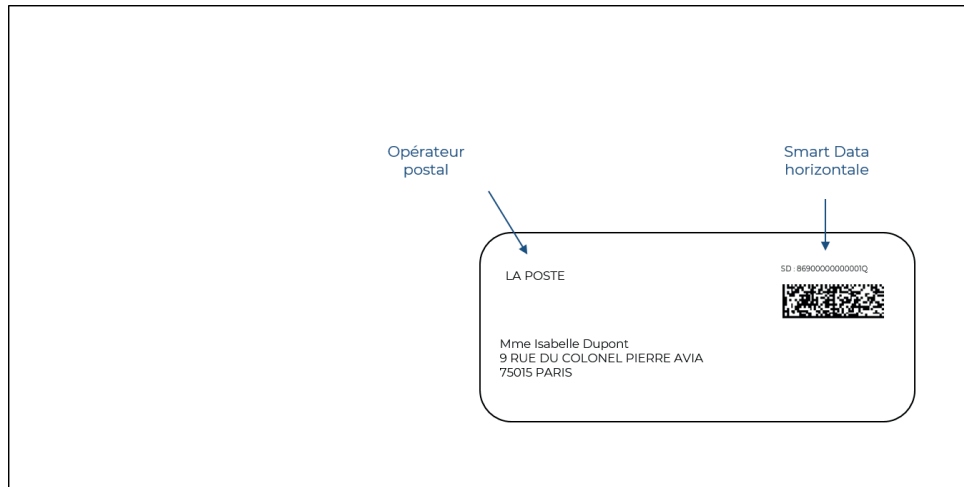 Opérateur
postal
Smart Data
horizontale
LA POSTE
SD : 86900000000001Q
Mme Isabelle Dupont
9 RUE DU COLONEL PIERRE AVIA
75015 PARIS